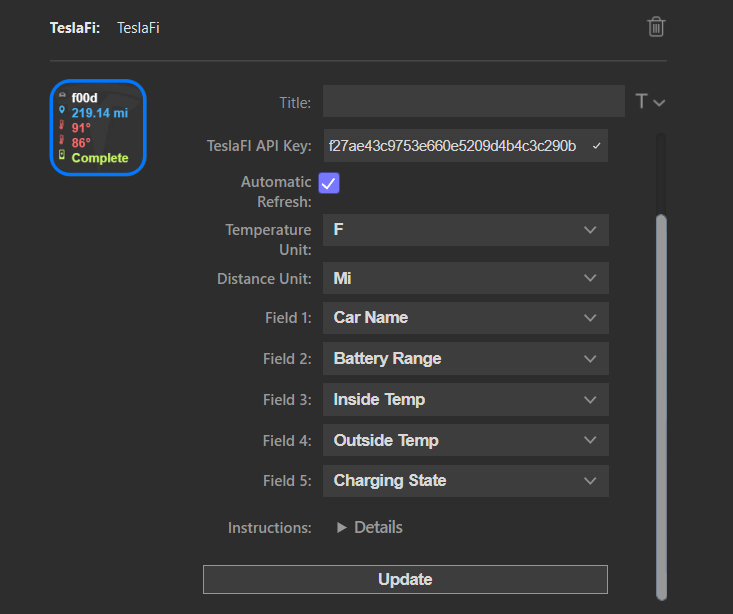 TeslaFi: TeslaFi
f00d
219.14 mi
91°
86°
Complete
Title:
T
TeslaFI API Key: f27ae43c9753e660e5209d4b4c3c290b
Automatic
Refresh:
Temperature
Unit:
F
Distance Unit: Mi
Field 1: Car Name
Field 2: Battery Range
Field 3: Inside Temp
Field 4: Outside Temp
Field 5: Charging State
Instructions: Details
Update